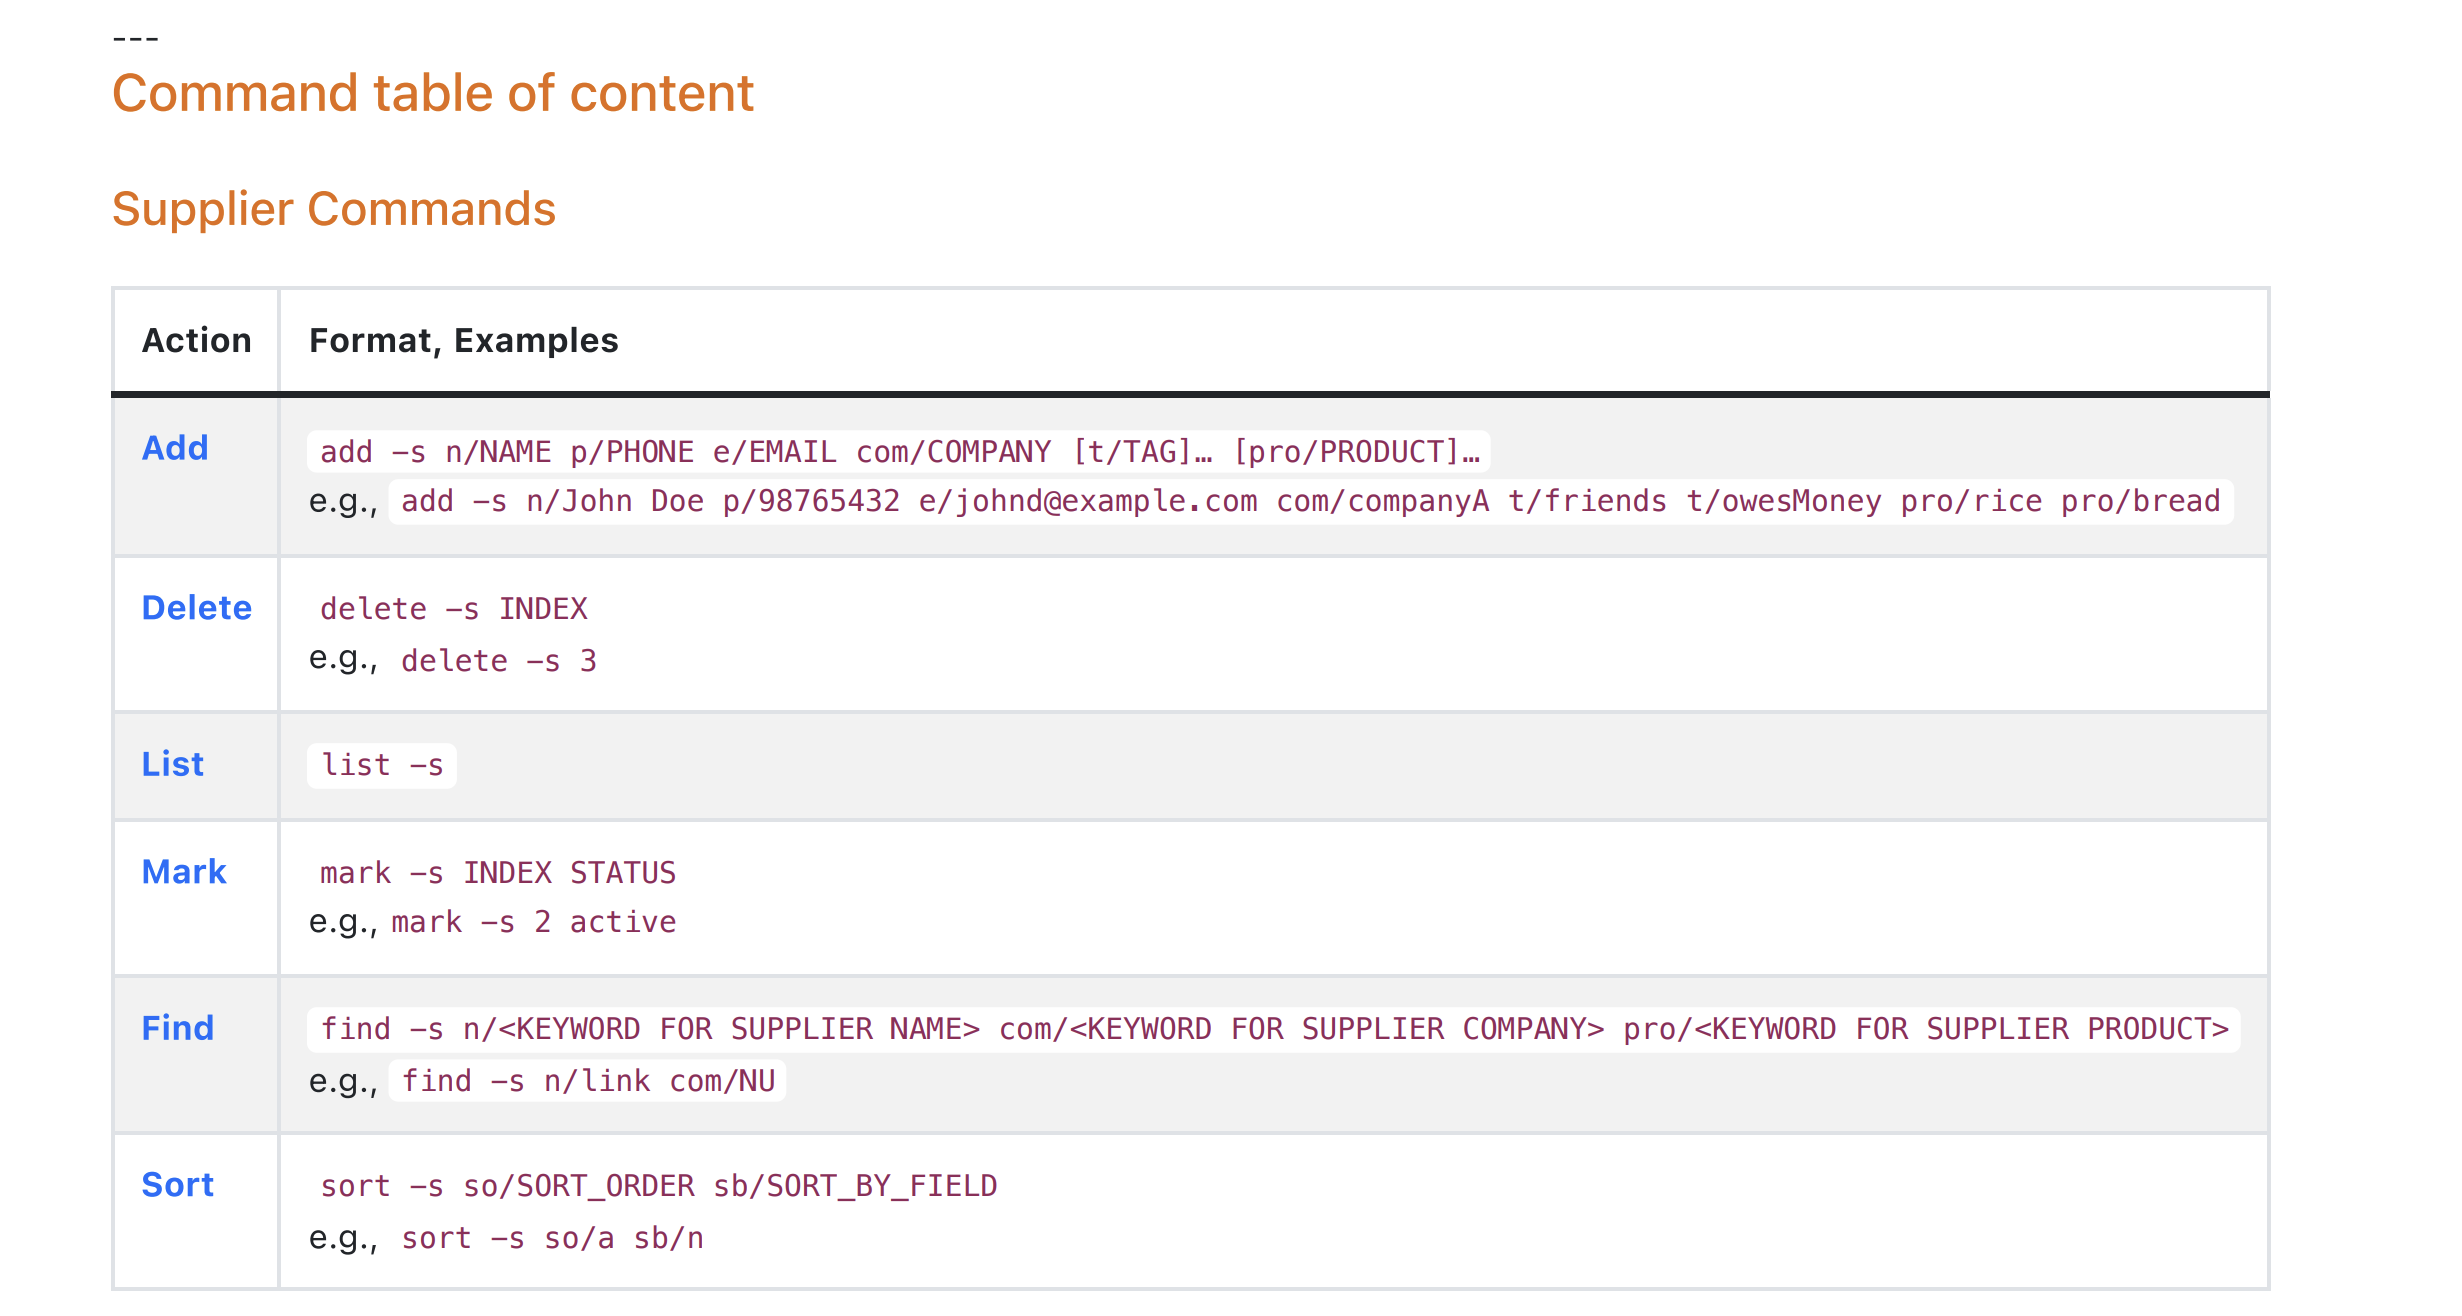 ---
Command table of content
Supplier Commands
Action Format, Examples
Add add -s n/NAME p/PHONE e/EMAIL com/COMPANY [t/TAG]… [pro/PRODUCT]…
e.g., add -s n/John Doe p/98765432 e/johnd@example.com com/companyA t/friends t/owesMoney pro/rice pro/bread
Delete delete -s INDEX
e.g., delete -s 3
List list -s
Mark mark -s INDEX STATUS
e.g., mark -s 2 active
Find find -s n/<KEYWORD FOR SUPPLIER NAME> com/<KEYWORD FOR SUPPLIER COMPANY> pro/<KEYWORD FOR SUPPLIER PRODUCT>
e.g., find -s n/link com/NU
Sort sort -s so/SORT_ORDER sb/SORT_BY_FIELD
e.g., sort -s so/a sb/n